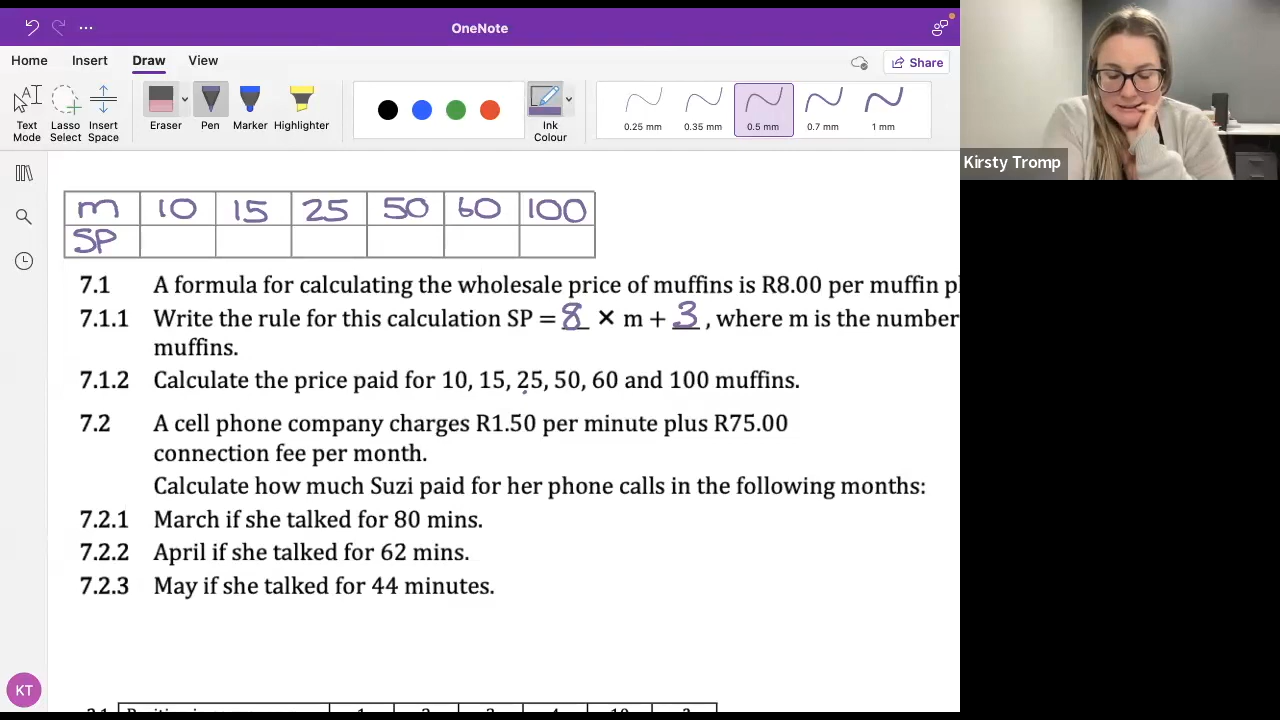 OneNote
Home Insert Draw View
Share
Text Mode Lasso Select Insert Space Eraser Pen Marker Highlighter Ink Colour 0.25 mm 0.35 mm 0.5 mm 0.7 mm 1 mm
Kirsty Tromp
m 10 15 25 50 60 100
SP
7.1 A formula for calculating the wholesale price of muffins is R8.00 per muffin
7.1.1 Write the rule for this calculation SP = 8 × m + 3, where m is the number
muffins.
7.1.2 Calculate the price paid for 10, 15, 25, 50, 60 and 100 muffins.
7.2 A cell phone company charges R1.50 per minute plus R75.00
connection fee per month.
Calculate how much Suzi paid for her phone calls in the following months:
7.2.1 March if she talked for 80 mins.
7.2.2 April if she talked for 62 mins.
7.2.3 May if she talked for 44 minutes.
KT